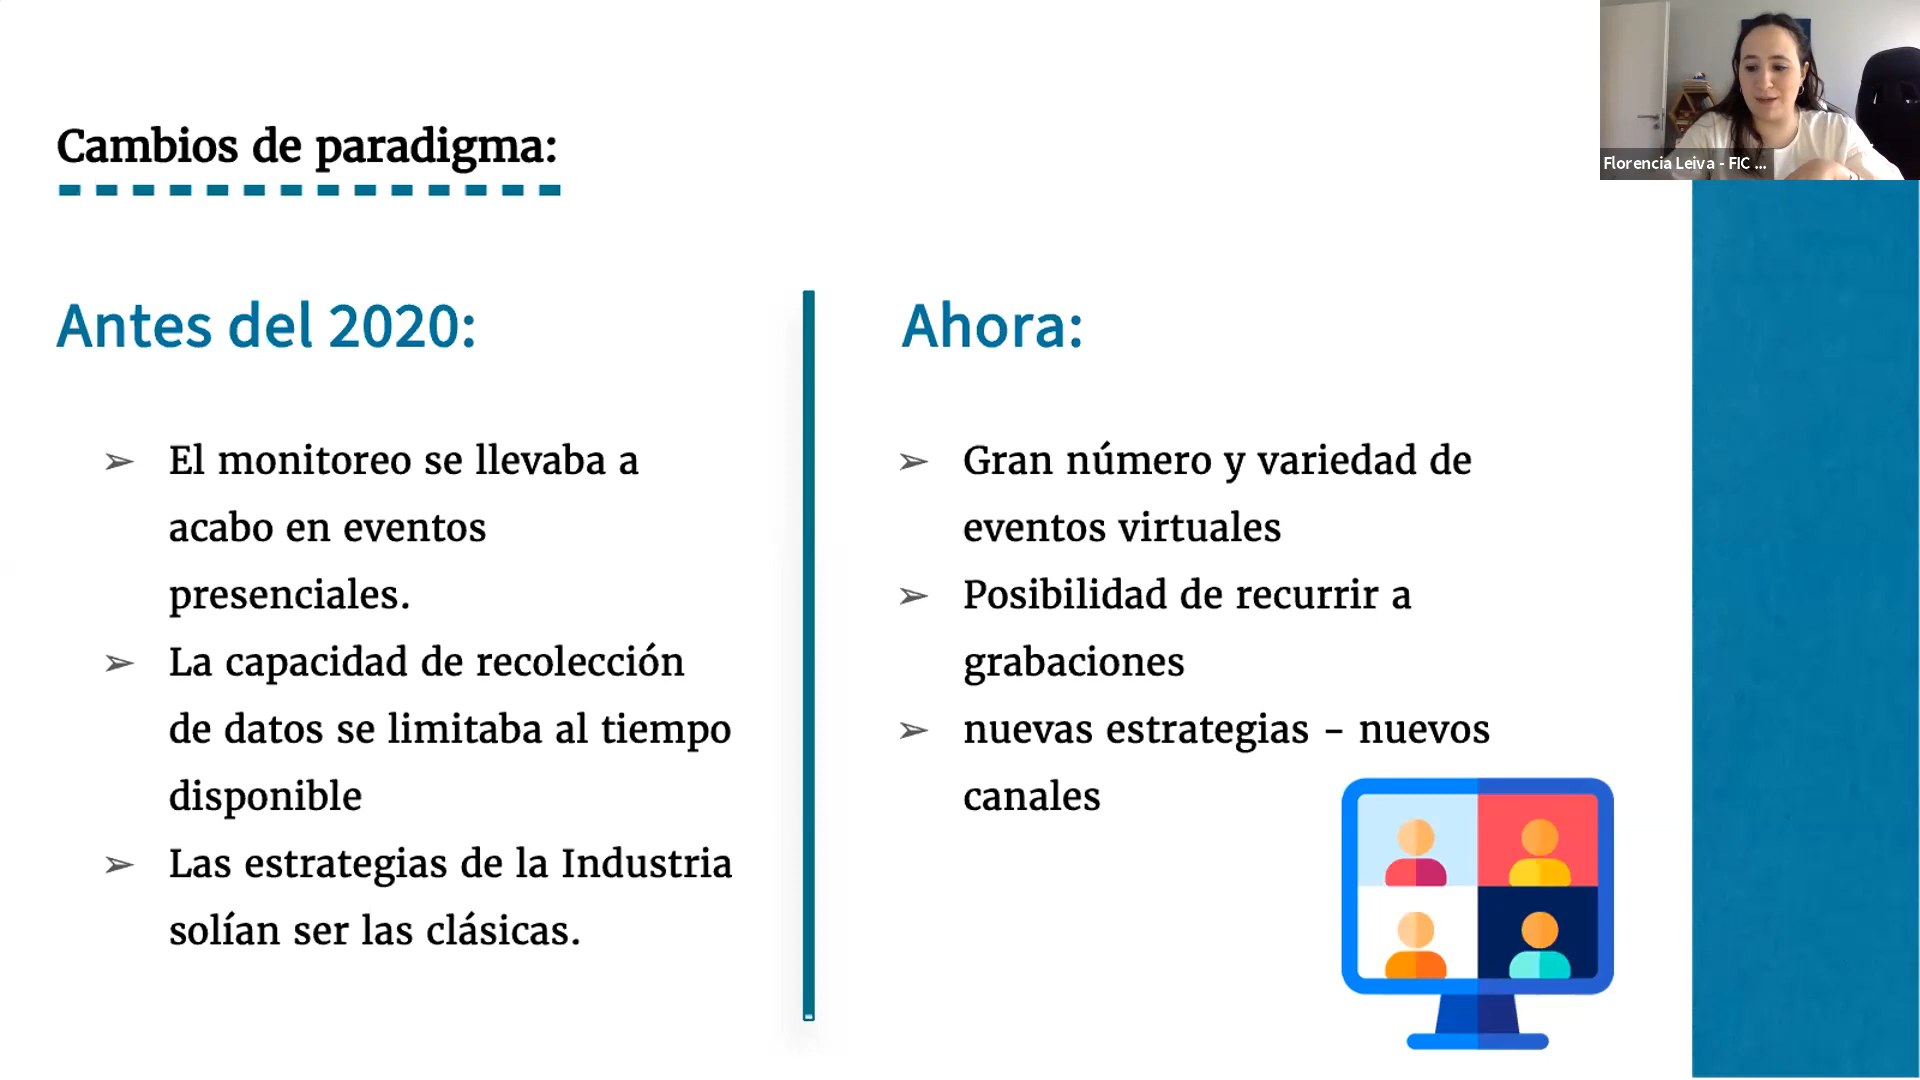 Cambios de paradigma:
Antes del 2020:
➢ El monitoreo se llevaba a
acabo en eventos
presenciales.
➢ La capacidad de recolección
de datos se limitaba al tiempo
disponible
➢ Las estrategias de la Industria
solían ser las clásicas.
Ahora:
➢ Gran número y variedad de
eventos virtuales
➢ Posibilidad de recurrir a
grabaciones
➢ nuevas estrategias - nuevos
canales
Florencia Leiva - FIC ...